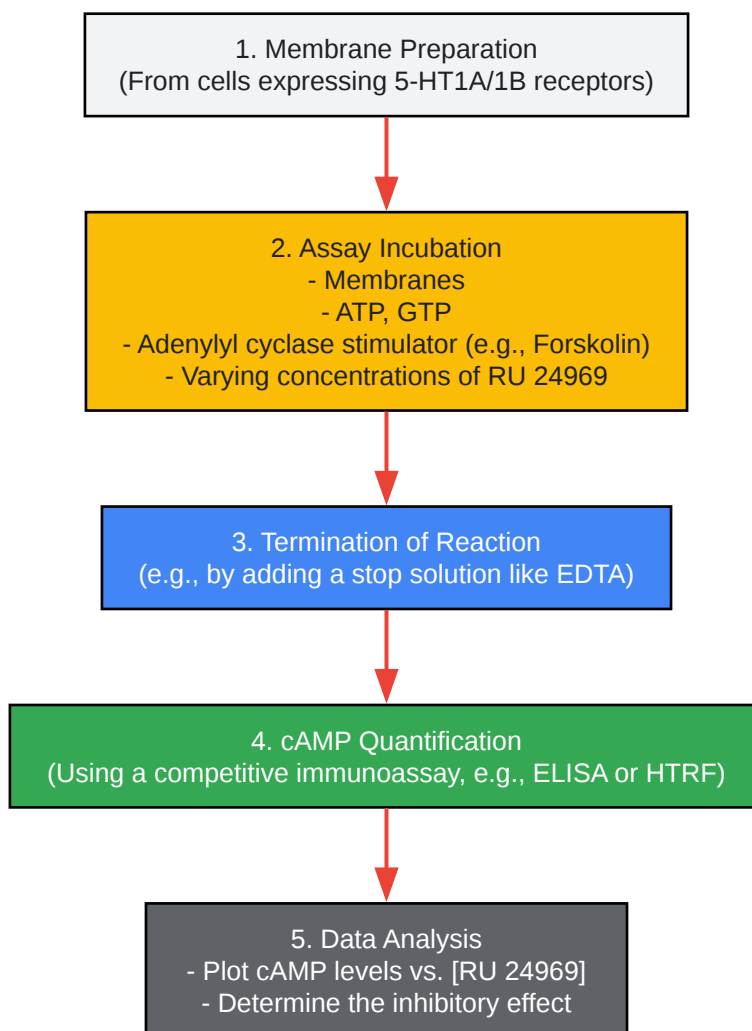 1. Membrane Preparation
(From cells expressing 5-HT1A/1B receptors)
2. Assay Incubation
- Membranes
- ATP, GTP
- Adenylyl cyclase stimulator (e.g., Forskolin)
- Varying concentrations of RU 24969
3. Termination of Reaction
(e.g., by adding a stop solution like EDTA)
4. cAMP Quantification
(Using a competitive immunoassay, e.g., ELISA or HTRF)
5. Data Analysis
- Plot cAMP levels vs. [RU 24969]
- Determine the inhibitory effect